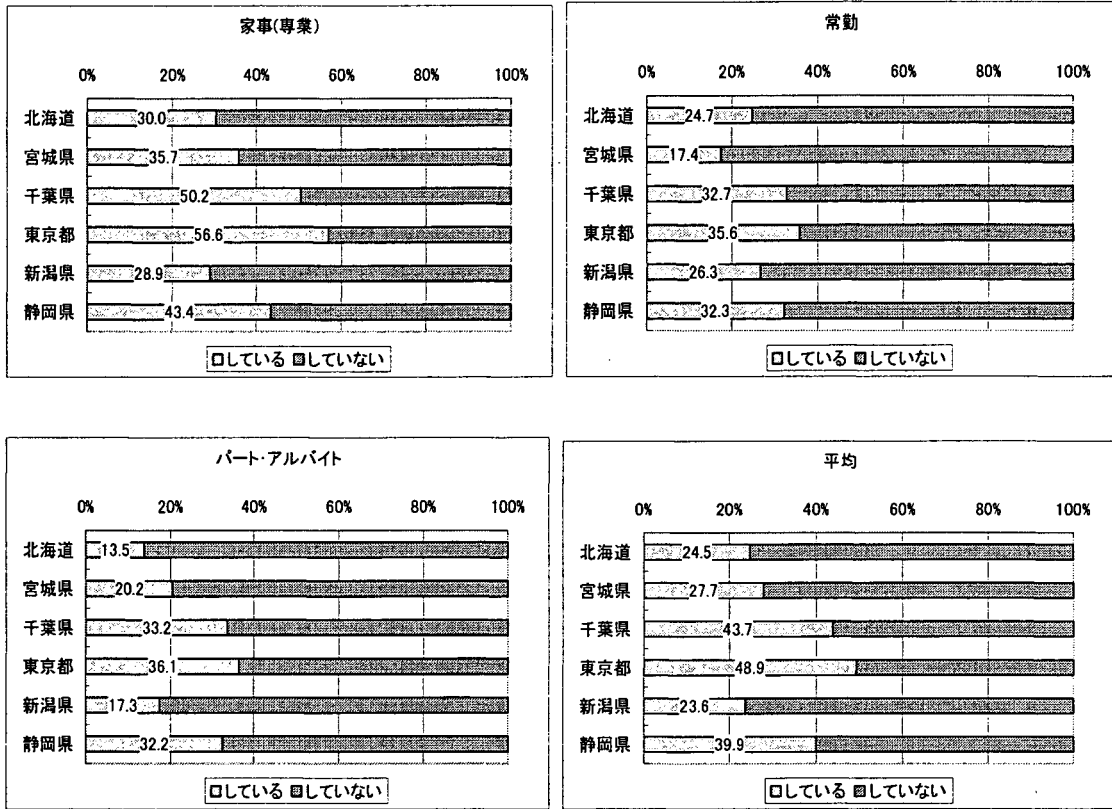 家事(専業)
0% 20% 40% 60% 80% 100%
北海道 30.0
宮城県 35.7
千葉県 50.2
東京都 56.6
新潟県 28.9
静岡県 43.4
□している ■していない
常勤
0% 20% 40% 60% 80% 100%
北海道 24.7
宮城県 17.4
千葉県 32.7
東京都 35.6
新潟県 26.3
静岡県 32.3
□している ■していない
パート・アルバイト
0% 20% 40% 60% 80% 100%
北海道 13.5
宮城県 20.2
千葉県 33.2
東京都 36.1
新潟県 17.3
静岡県 32.2
□している ■していない
平均
0% 20% 40% 60% 80% 100%
北海道 24.5
宮城県 27.7
千葉県 43.7
東京都 48.9
新潟県 23.6
静岡県 39.9
□している ■していない